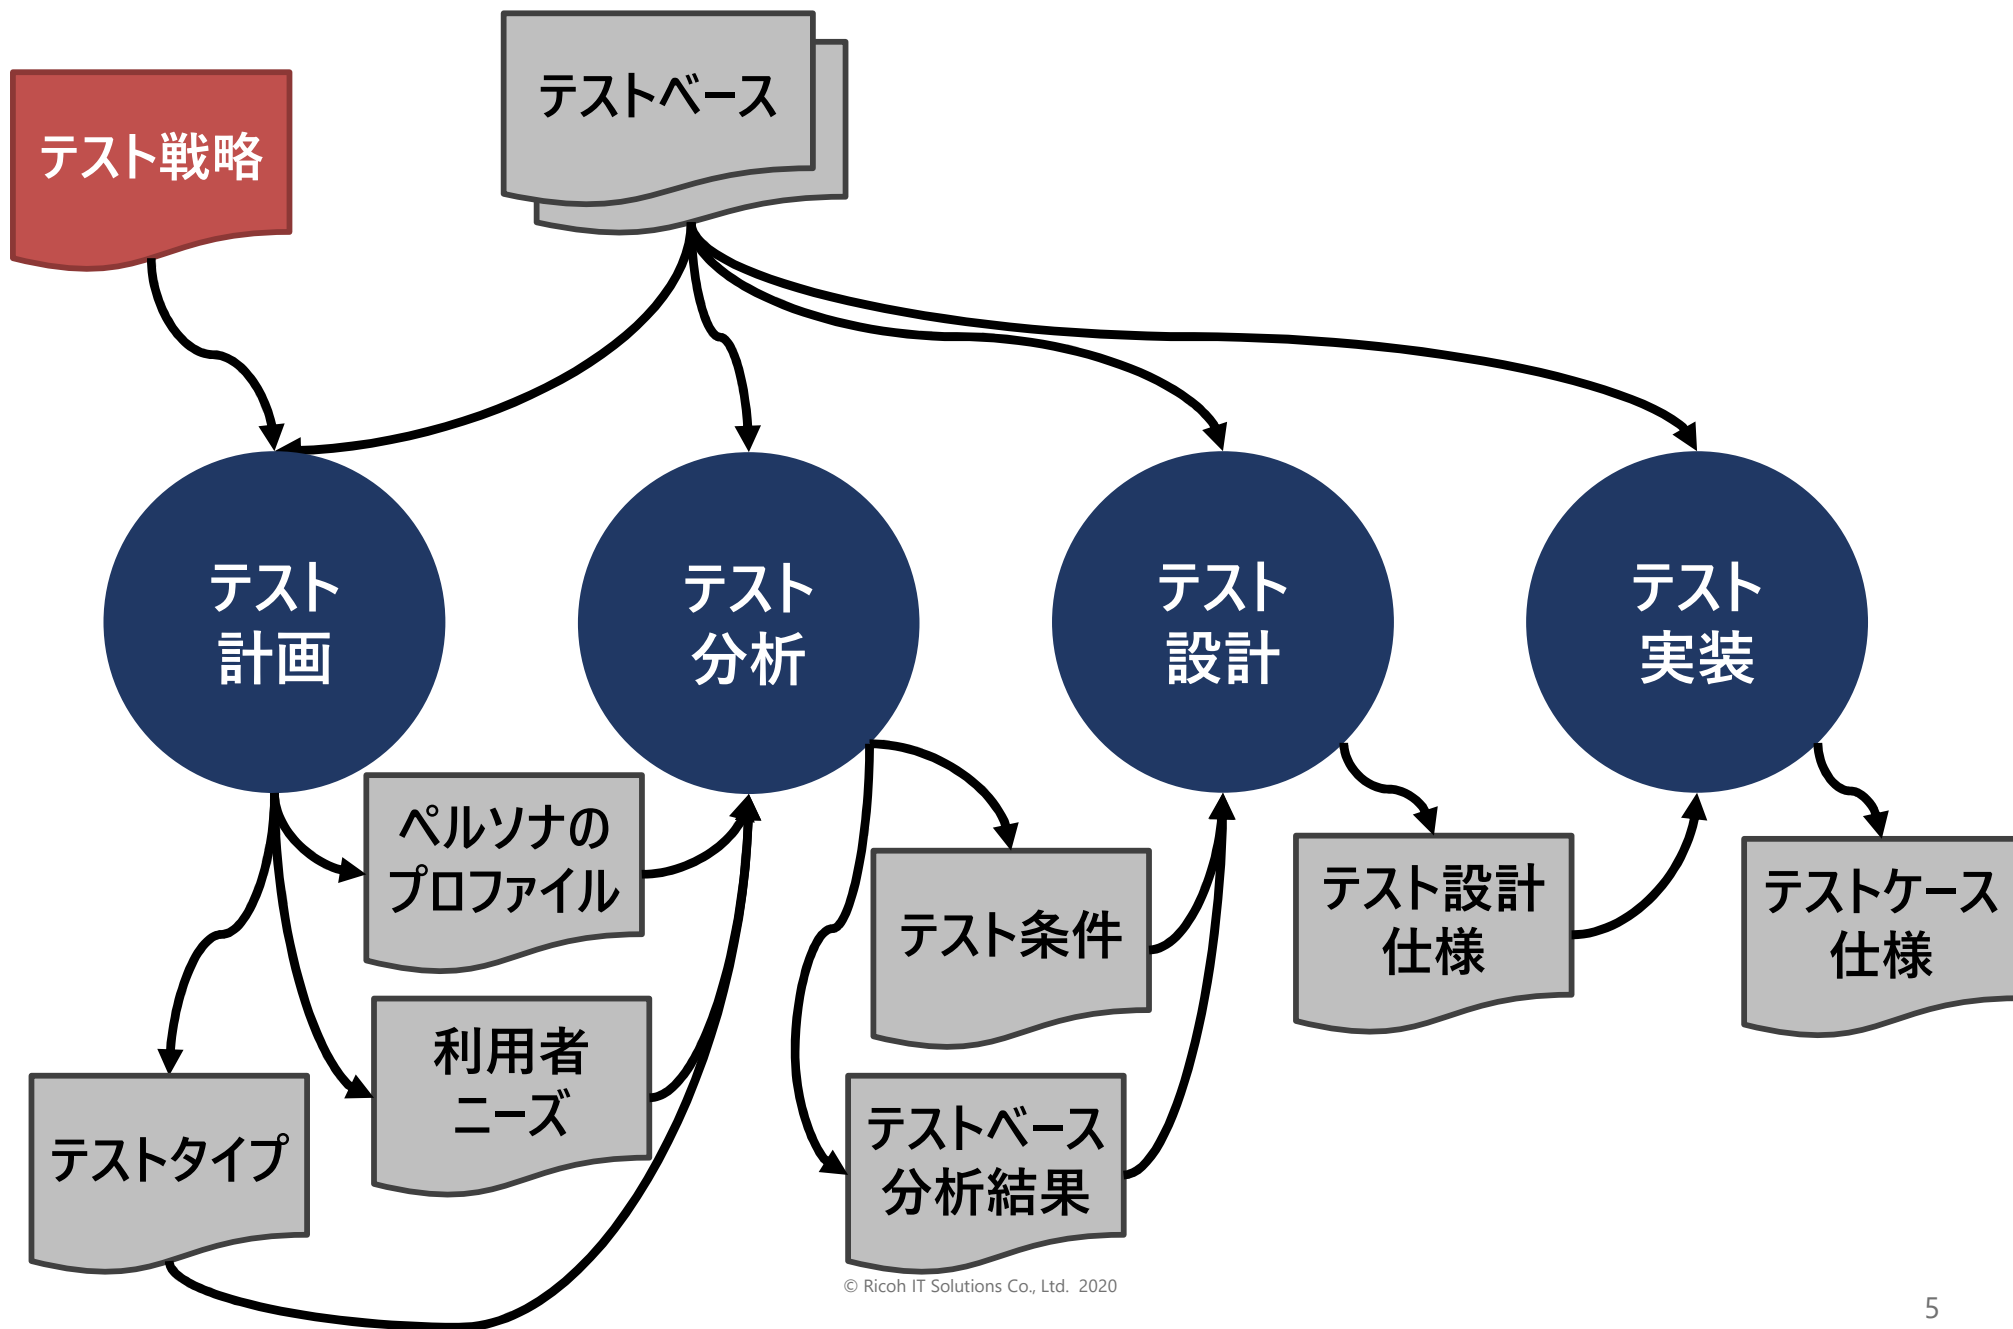 テストベース
テスト戦略
テスト
計画
テスト
分析
テスト
設計
テスト
実装
ペルソナの
プロファイル
テスト条件
テスト設計
仕様
テストケース
仕様
利用者
ニーズ
テストタイプ
テストベース
分析結果
© Ricoh IT Solutions Co., Ltd. 2020
5